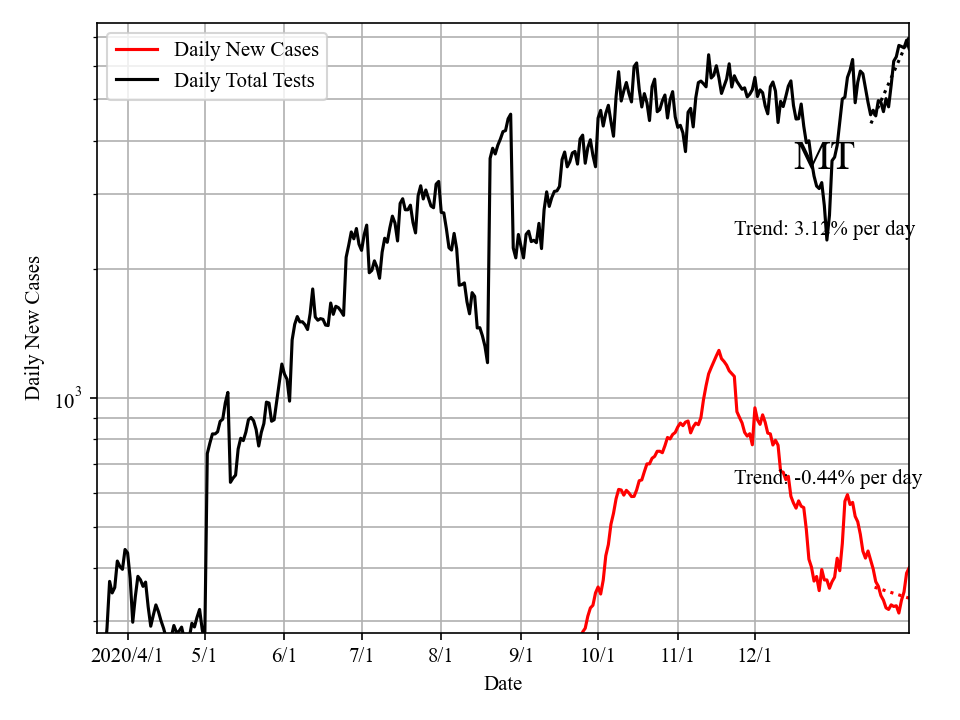 Daily New Cases
Daily Total Tests
MT
Trend: 3.12% per day
Daily New Cases
10^3
Trend: -0.44% per day
2020/4/1 5/1 6/1 7/1 8/1 9/1 10/1 11/1 12/1
Date